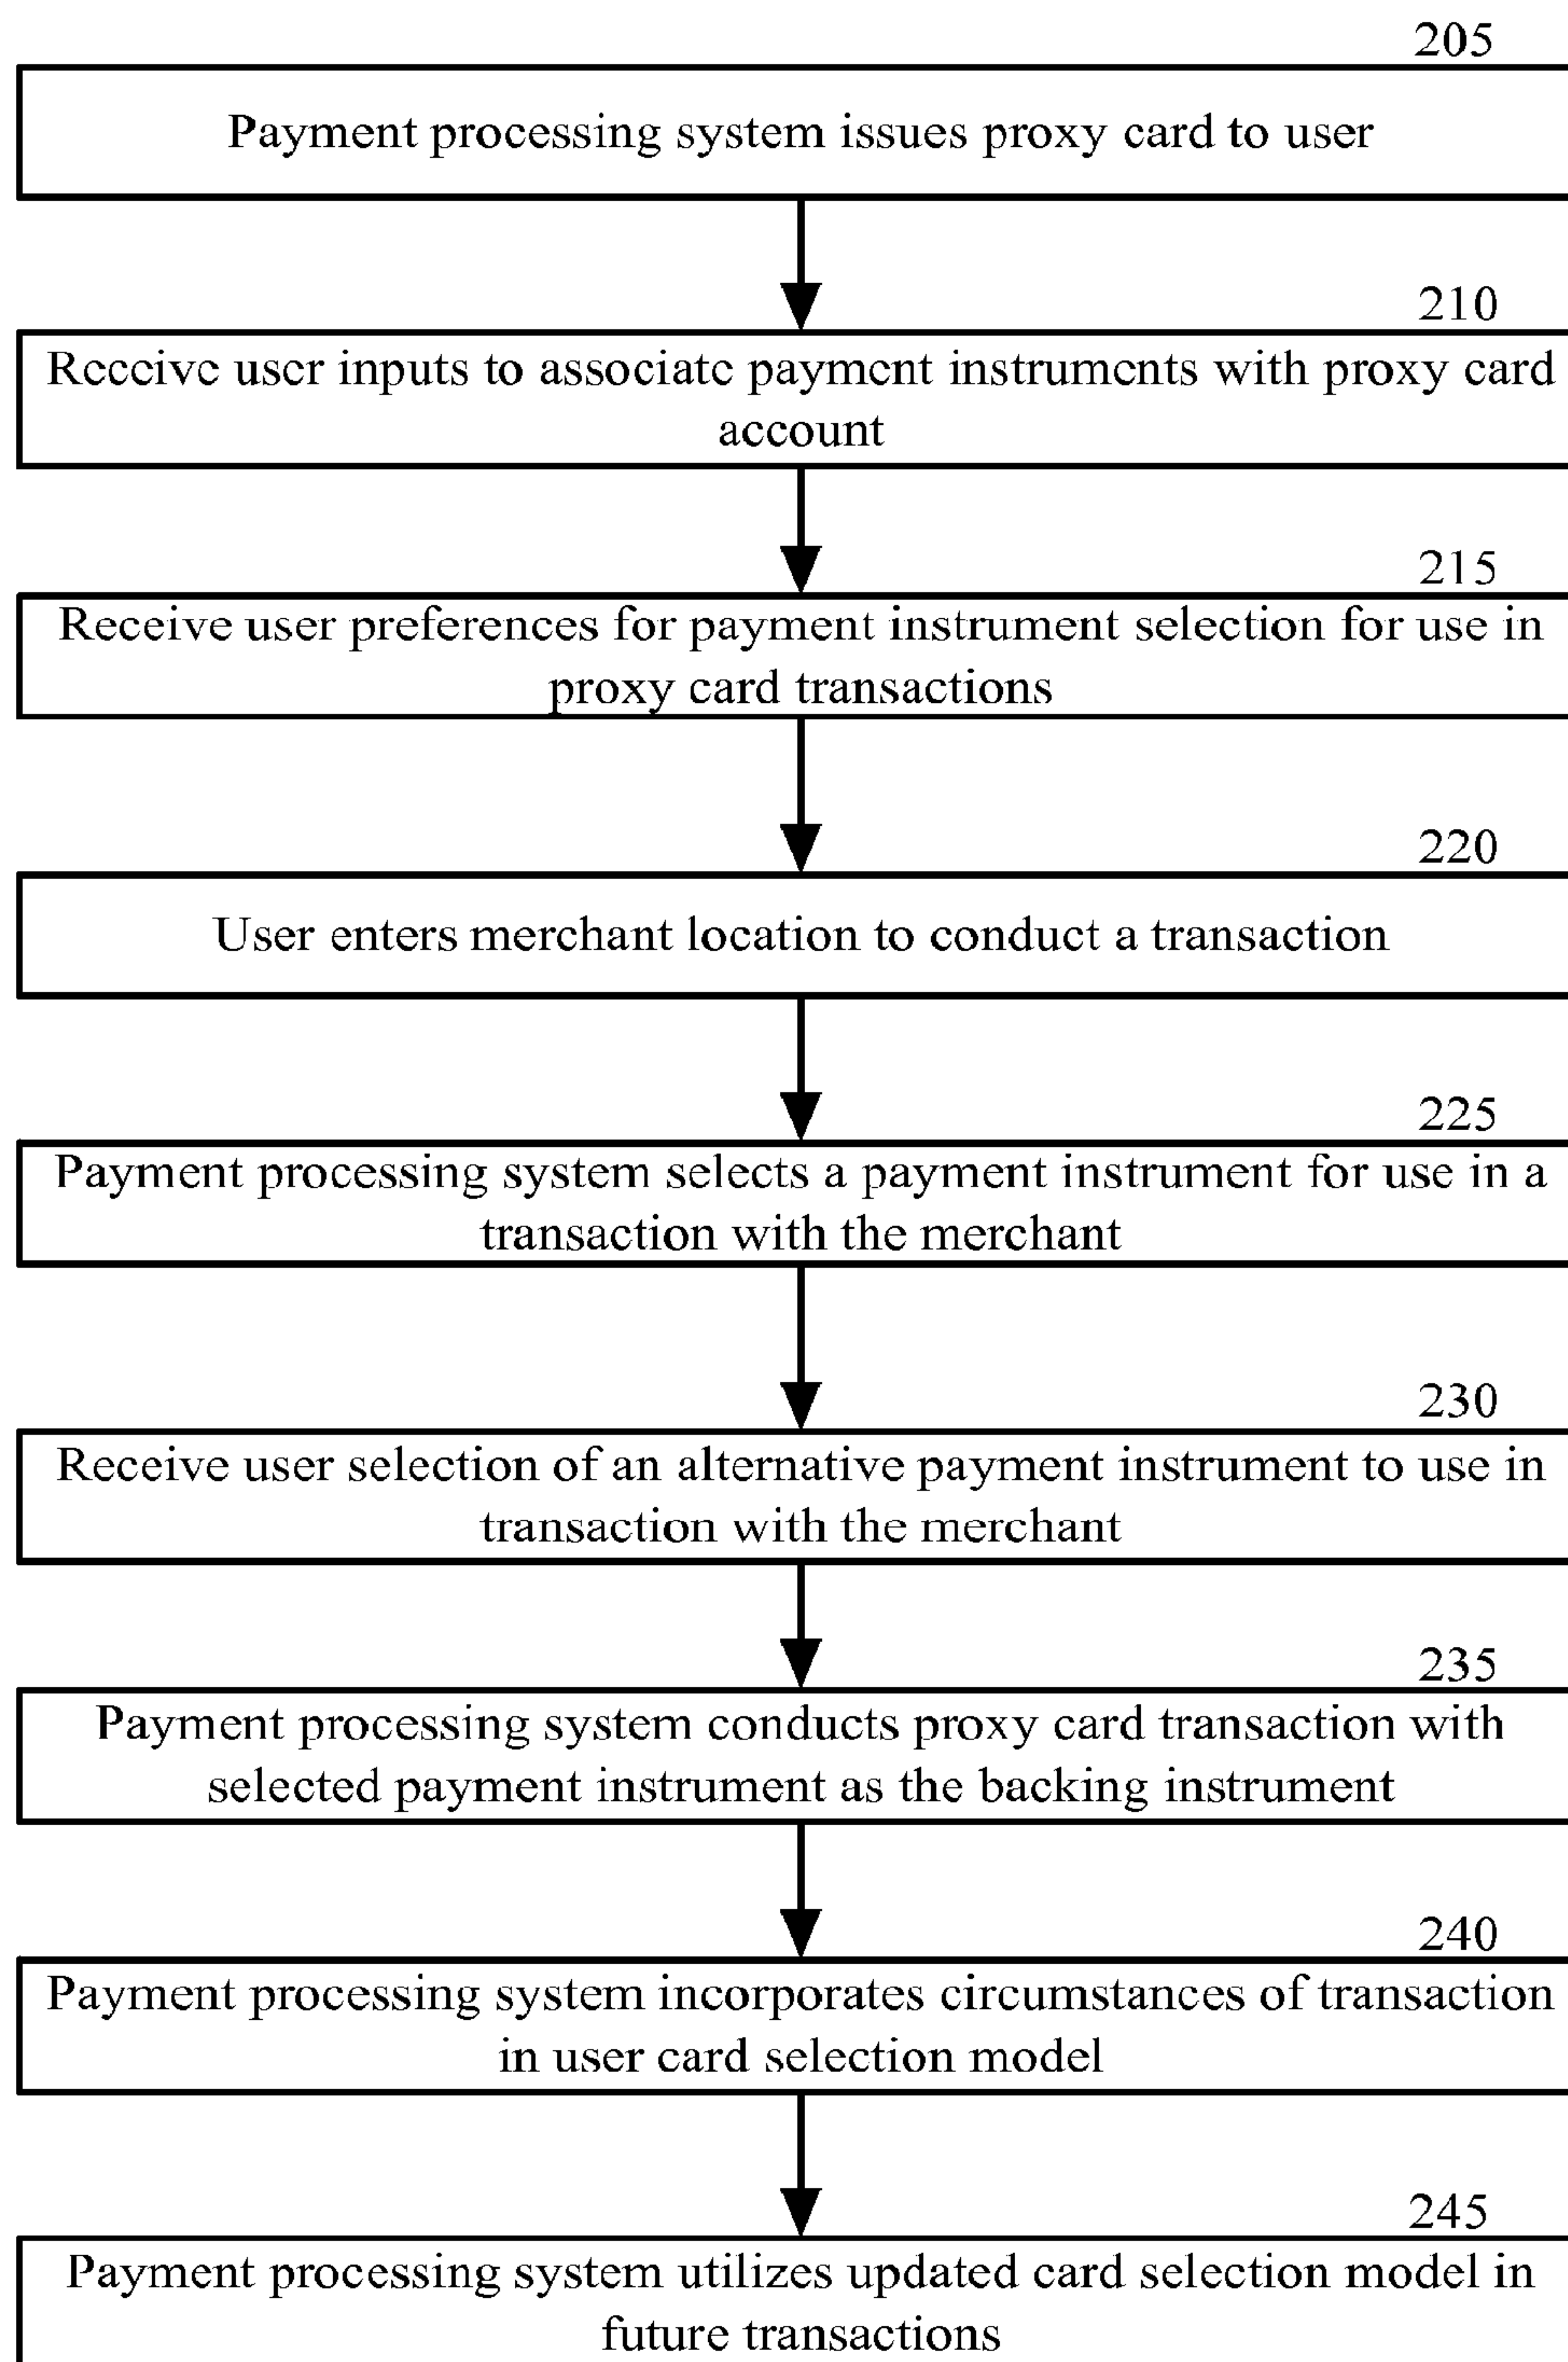 205
Payment processing system issues proxy card to user
210
Receive user inputs to associate payment instruments with proxy card
account
215
Receive user preferences for payment instrument selection for use in
proxy card transactions
220
User enters merchant location to conduct a transaction
225
Payment processing system selects a payment instrument for use in a
transaction with the merchant
230
Receive user selection of an alternative payment instrument to use in
transaction with the merchant
235
Payment processing system conducts proxy card transaction with
selected payment instrument as the backing instrument
240
Payment processing system incorporates circumstances of transaction
in user card selection model
245
Payment processing system utilizes updated card selection model in
future transactions